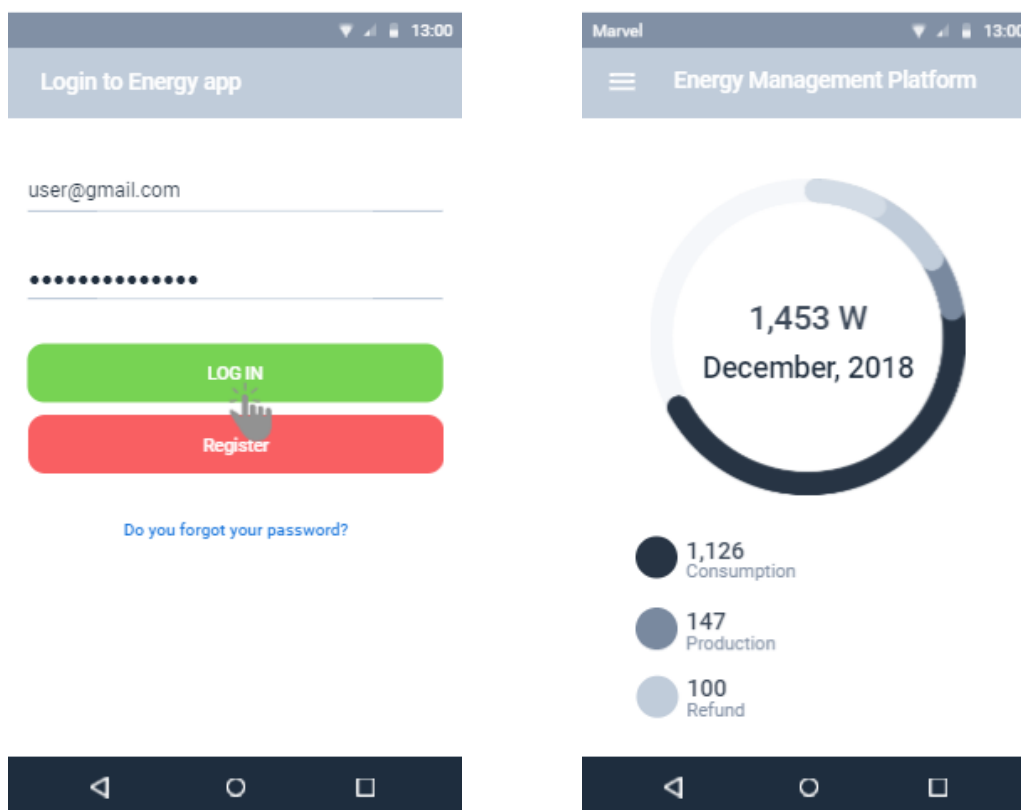 13:00
Login to Energy app
user@gmail.com
LOG IN
Register
Do you forgot your password?
Marvel 13:00
Energy Management Platform
1,453 W
December, 2018
1,126
Consumption
147
Production
100
Refund